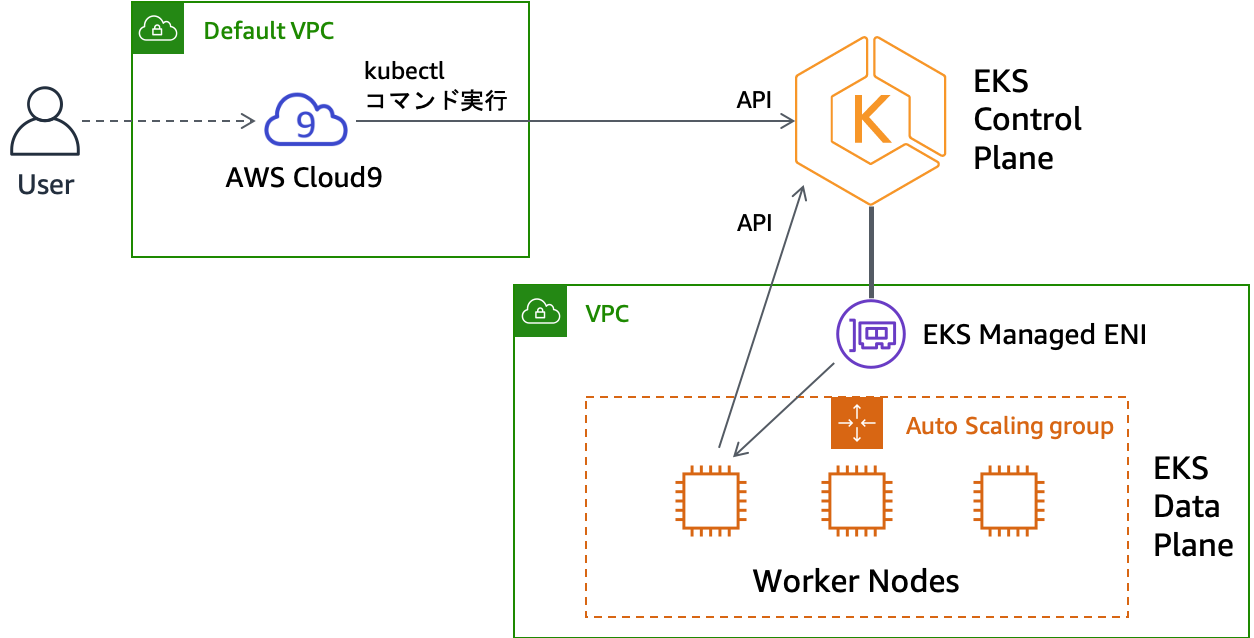 Default VPC
kubectl
コマンド実行
9
AWS Cloud9
User
API
K
EKS
Control
Plane
API
VPC
EKS Managed ENI
Auto Scaling group
EKS
Data
Plane
Worker Nodes